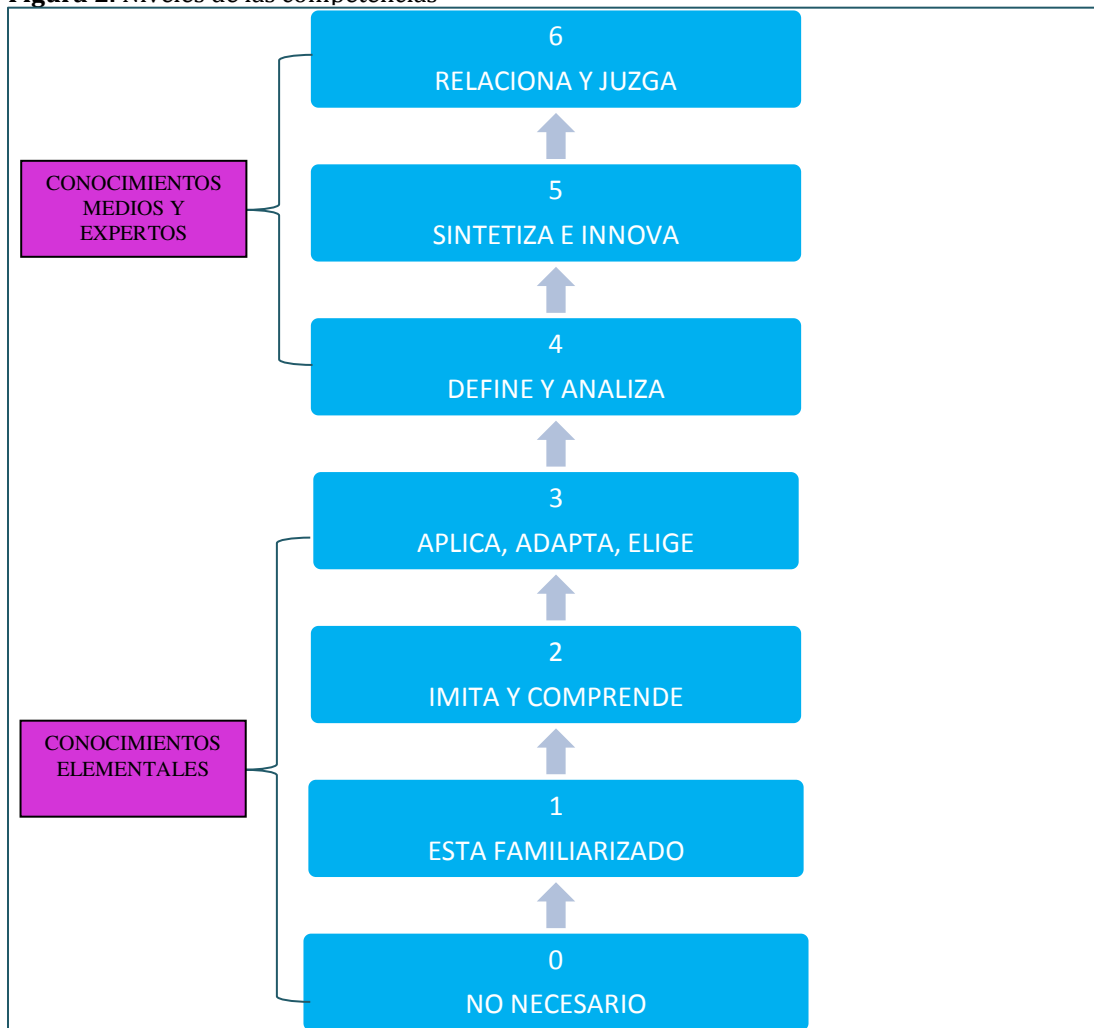 Figura 2. Niveles de las competencias
6
RELACIONA Y JUZGA
CONOCIMIENTOS
MEDIOS Y
EXPERTOS
5
SINTETIZA E INNOVA
4
DEFINE Y ANALIZA
3
APLICA, ADAPTA, ELIGE
2
IMITA Y COMPRENDE
CONOCIMIENTOS
ELEMENTALES
1
ESTA FAMILIARIZADO
0
NO NECESARIO